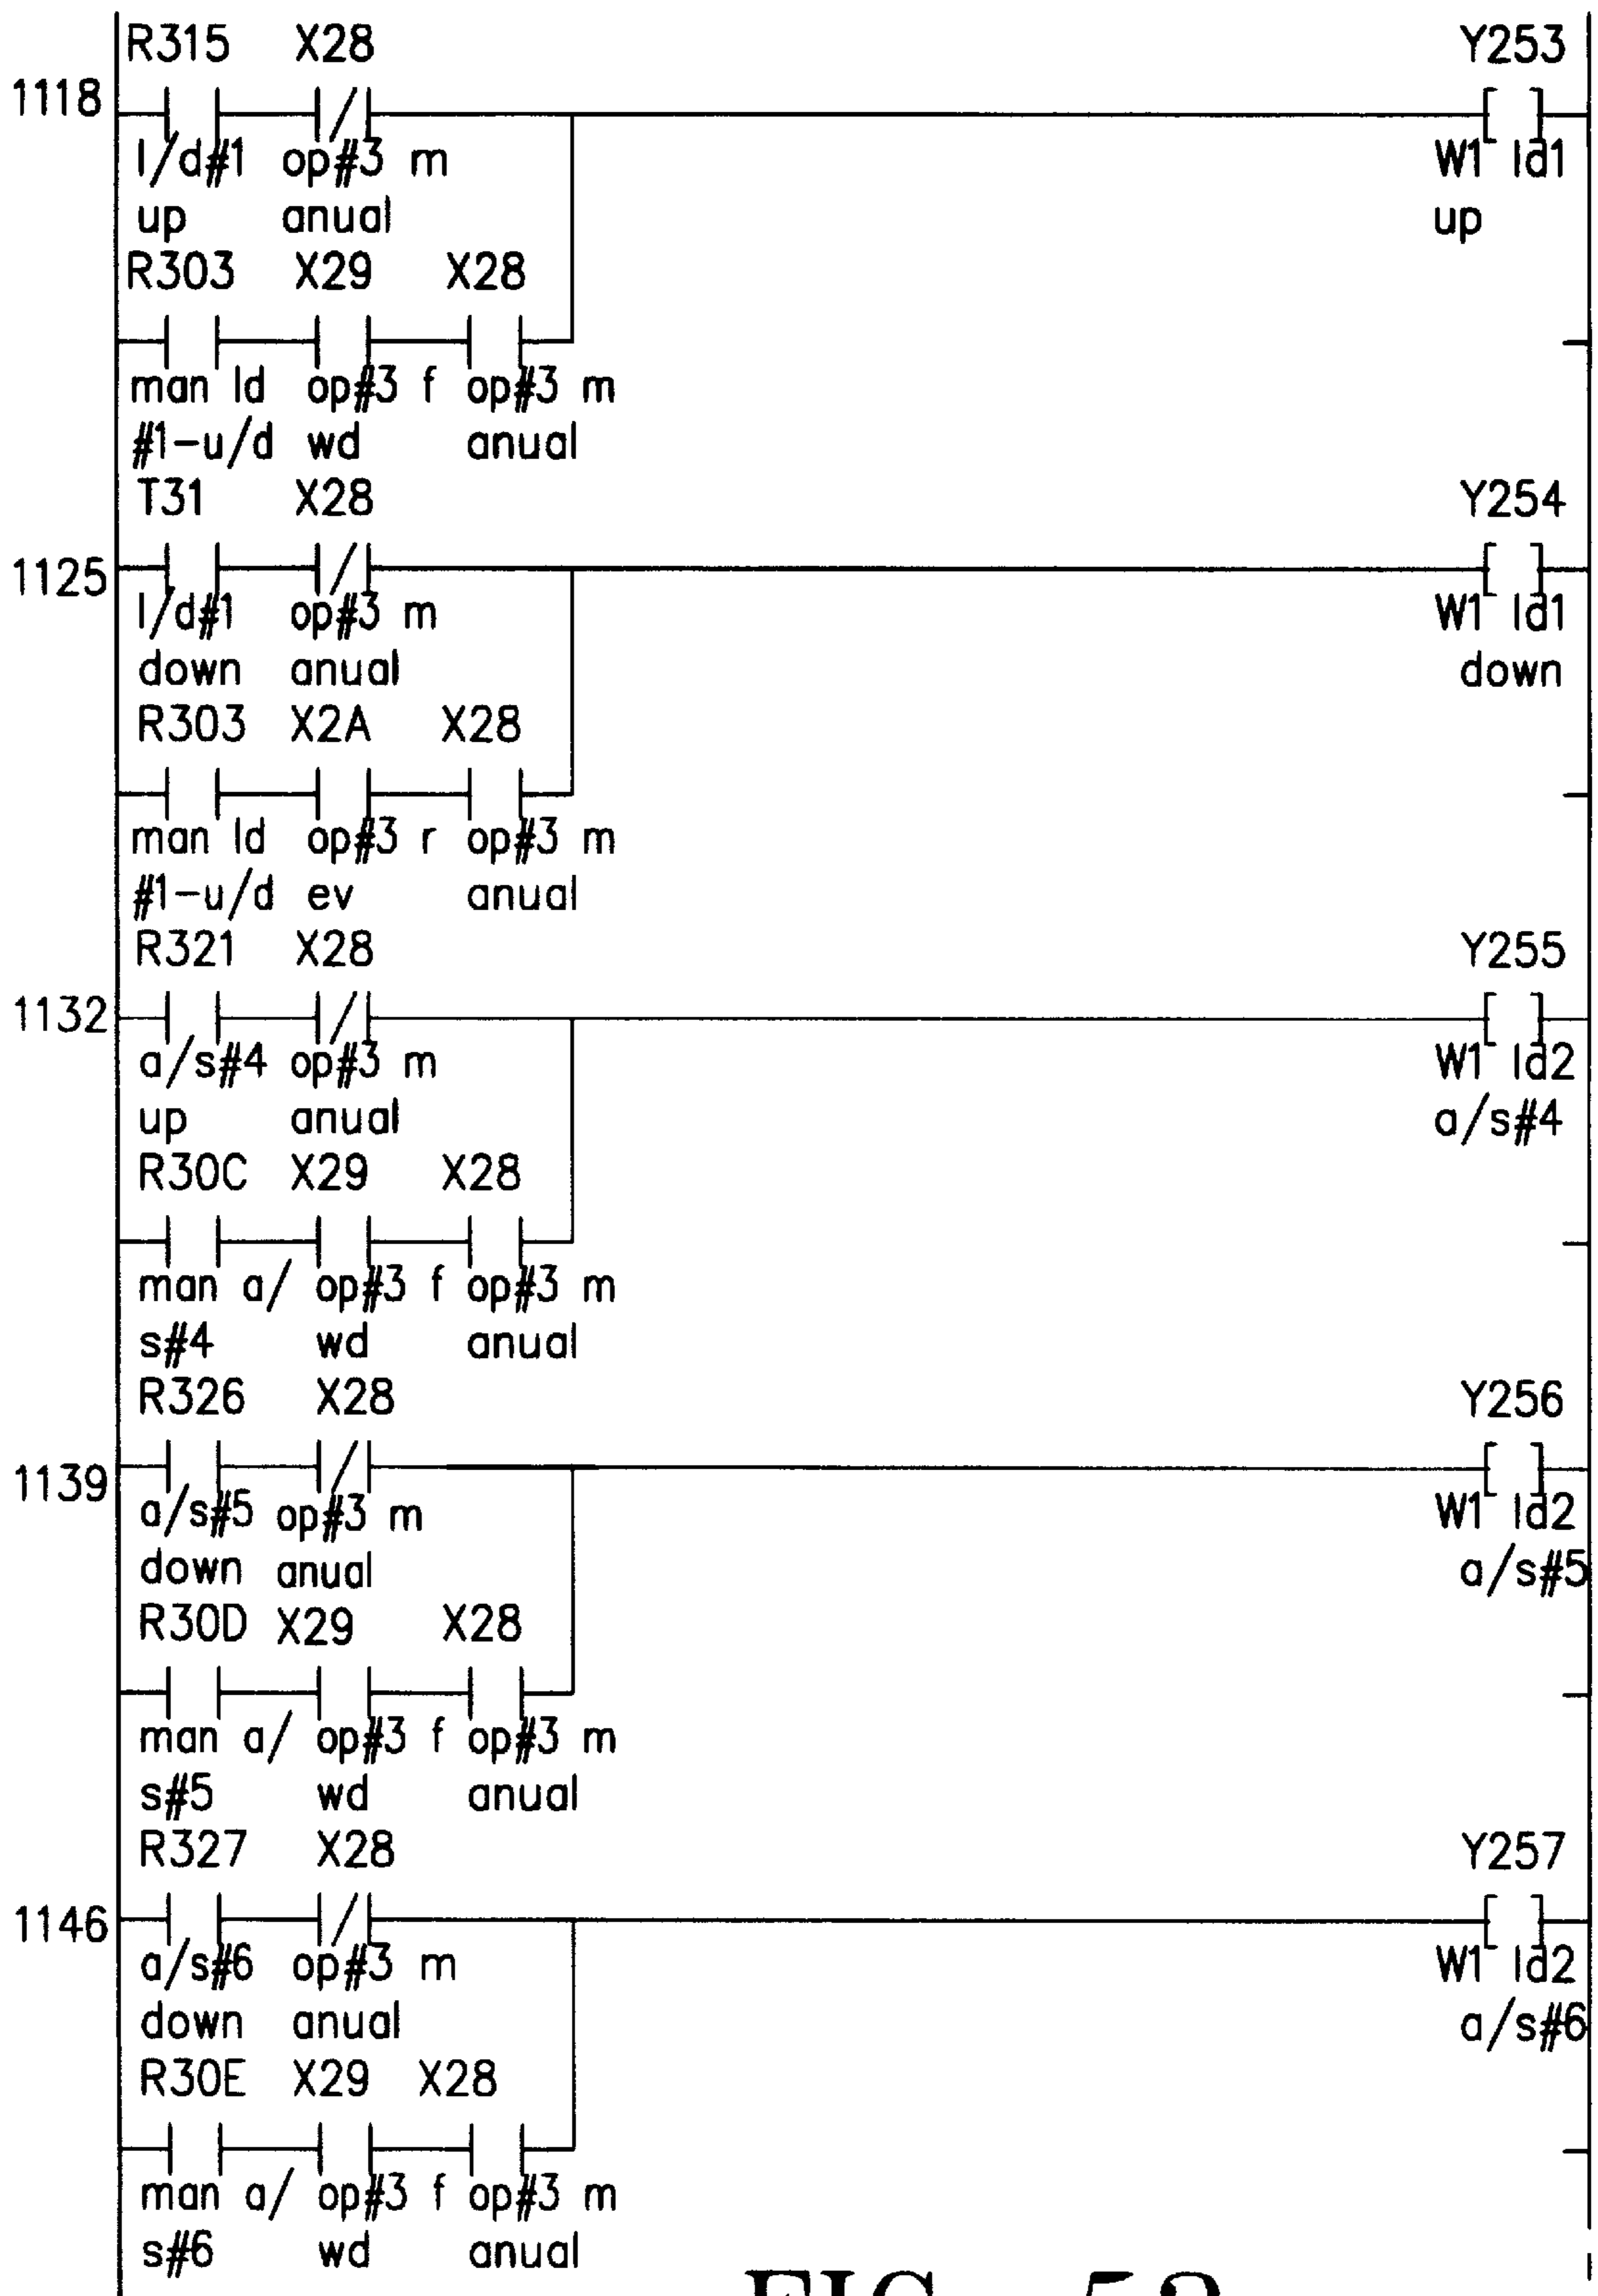 R315 X28 Y253
1118
l/d#1 op#3 m W1 ld1
up anual up
R303 X29 X28
man ld op#3 f op#3 m
#1-u/d wd anual
T31 X28 Y254
1125
l/d#1 op#3 m W1 ld1
down anual down
R303 X2A X28
man ld op#3 r op#3 m
#1-u/d ev anual
R321 X28 Y255
1132
a/s#4 op#3 m W1 ld2
up anual a/s#4
R30C X29 X28
man a/ op#3 f op#3 m
s#4 wd anual
R326 X28 Y256
1139
a/s#5 op#3 m W1 ld2
down anual a/s#5
R30D X29 X28
man a/ op#3 f op#3 m
s#5 wd anual
R327 X28 Y257
1146
a/s#6 op#3 m W1 ld2
down anual a/s#6
R30E X29 X28
man a/ op#3 f op#3 m
s#6 wd anual